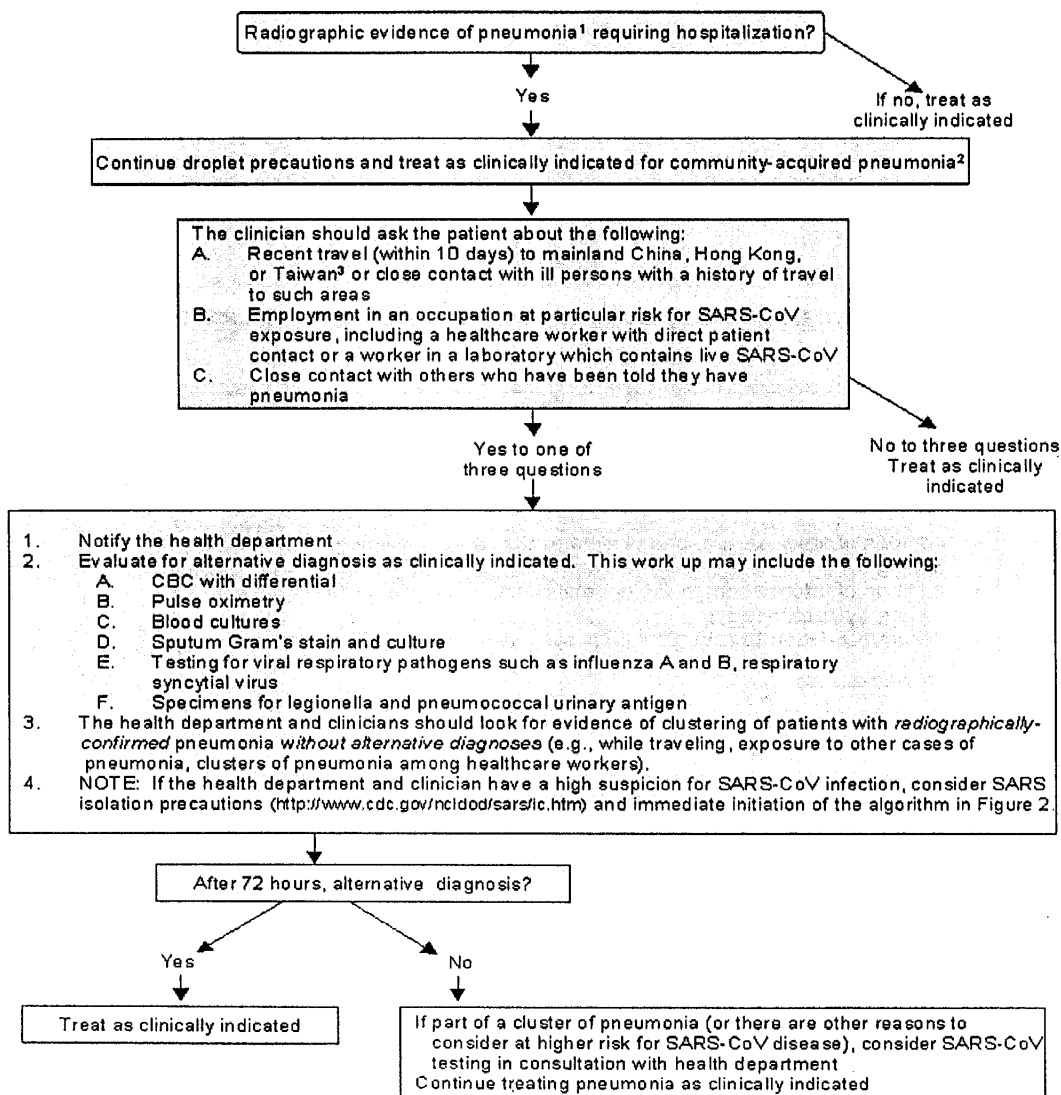 Radiographic evidence of pneumonia¹ requiring hospitalization?
Yes
If no, treat as
clinically indicated
Continue droplet precautions and treat as clinically indicated for community-acquired pneumonia²
The clinician should ask the patient about the following:
A. Recent travel (within 10 days) to mainland China, Hong Kong,
or Taiwan³ or close contact with ill persons with a history of travel
to such areas
B. Employment in an occupation at particular risk for SARS-CoV
exposure, including a healthcare worker with direct patient
contact or a worker in a laboratory which contains live SARS-CoV
C. Close contact with others who have been told they have
pneumonia
Yes to one of
three questions
No to three questions
Treat as clinically
indicated
1. Notify the health department
2. Evaluate for alternative diagnosis as clinically indicated. This work up may include the following:
A. CBC with differential
B. Pulse oximetry
C. Blood cultures
D. Sputum Gram's stain and culture
E. Testing for viral respiratory pathogens such as influenza A and B, respiratory
syncytial virus
F. Specimens for legionella and pneumococcal urinary antigen
3. The health department and clinicians should look for evidence of clustering of patients with radiographically-
confirmed pneumonia without alternative diagnoses (e.g., while traveling, exposure to other cases of
pneumonia, clusters of pneumonia among healthcare workers).
4. NOTE: If the health department and clinician have a high suspicion for SARS-CoV infection, consider SARS
isolation precautions (http://www.cdc.gov/ncidod/sars/ic.htm) and immediate initiation of the algorithm in Figure 2.
After 72 hours, alternative diagnosis?
Yes
No
Treat as clinically indicated
If part of a cluster of pneumonia (or there are other reasons to
consider at higher risk for SARS-CoV disease), consider SARS-CoV
testing in consultation with health department
Continue treating pneumonia as clinically indicated